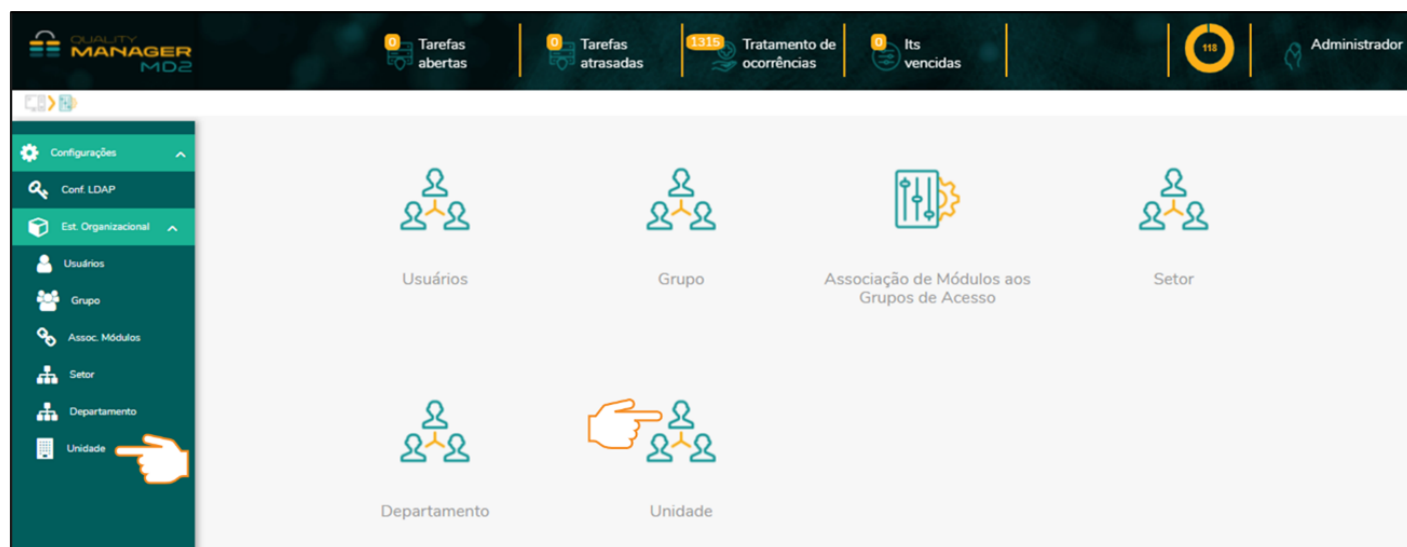 QUALITY
MANAGER
MD2
0
Tarefas
abertas
0
Tarefas
atrasadas
1315
Tratamento de
ocorrências
0
Its
vencidas
118
Administrador
Configurações
Conf. LDAP
Est. Organizacional
Usuários
Grupo
Assoc. Módulos
Setor
Departamento
Unidade
Usuários
Grupo
Associação de Módulos aos
Grupos de Acesso
Setor
Departamento
Unidade